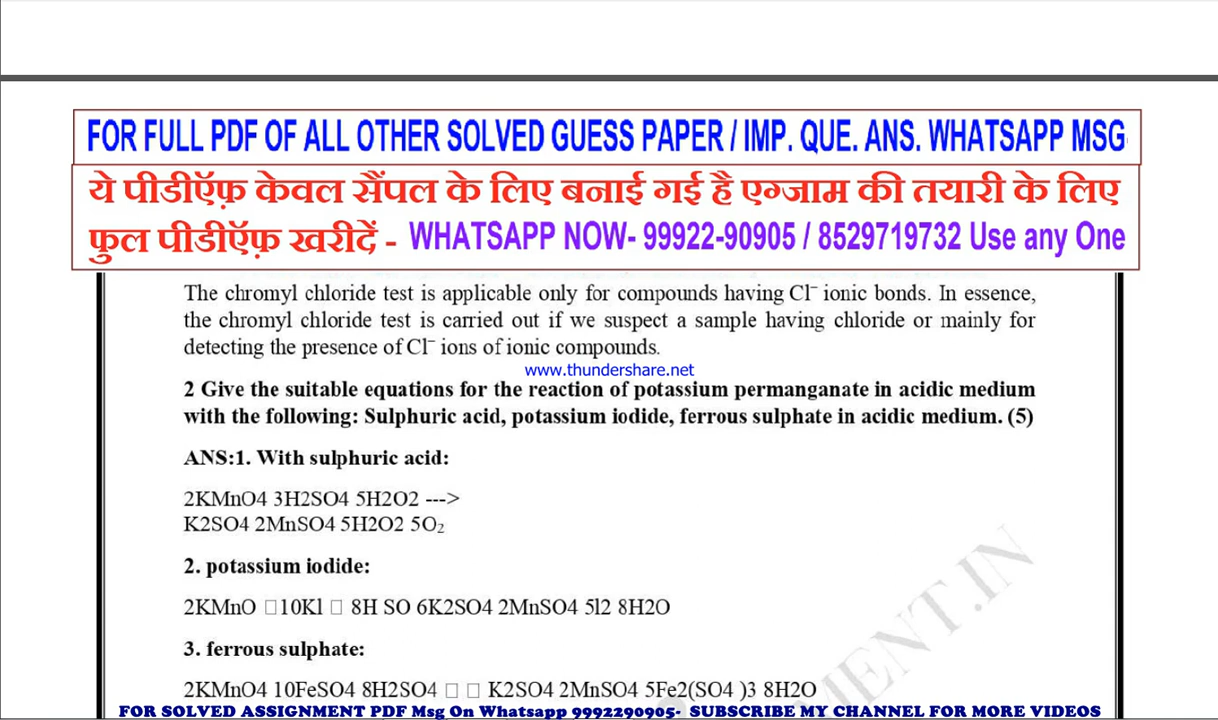 FOR FULL PDF OF ALL OTHER SOLVED GUESS PAPER / IMP. QUE. ANS. WHATSAPP MSG
ये पीडीऍफ़ केवल सैंपल के लिए बनाई गई है एग्जाम की तयारी के लिए
फुल पीडीऍफ़ खरीदें - WHATSAPP NOW- 99922-90905 / 8529719732 Use any One
The chromyl chloride test is applicable only for compounds having Cl⁻ ionic bonds. In essence,
the chromyl chloride test is carried out if we suspect a sample having chloride or mainly for
detecting the presence of Cl⁻ ions of ionic compounds.
www.thundershare.net
2 Give the suitable equations for the reaction of potassium permanganate in acidic medium
with the following: Sulphuric acid, potassium iodide, ferrous sulphate in acidic medium. (5)
ANS:1. With sulphuric acid:
2KMnO4 3H2SO4 5H2O2 --->
K2SO4 2MnSO4 5H2O2 5O₂
2. potassium iodide:
2KMnO □10Kl □ 8H SO 6K2SO4 2MnSO4 5l2 8H2O
3. ferrous sulphate:
2KMnO4 10FeSO4 8H2SO4 □ □ K2SO4 2MnSO4 5Fe2(SO4 )3 8H2O
MENT.IN
FOR SOLVED ASSIGNMENT PDF Msg On Whatsapp 9992290905- SUBSCRIBE MY CHANNEL FOR MORE VIDEOS